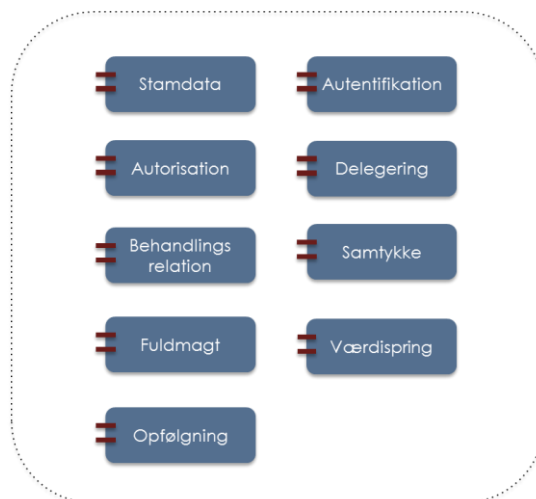 Stamdata
Autentifikation
Autorisation
Delegering
Behandlings
relation
Samtykke
Fuldmagt
Værdispring
Opfølgning